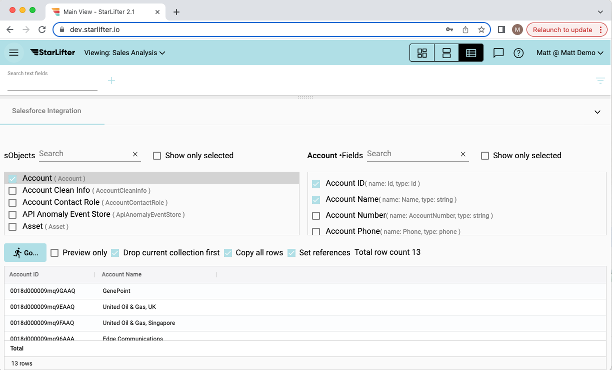 Main View - StarLifter 2.1
dev.starlifter.io
M
Relaunch to update
StarLifter
Viewing: Sales Analysis
Matt @ Matt Demo
Search text fields
Salesforce Integration
sObjects
Search
Show only selected
Account •Fields
Search
Show only selected
Account ( Account )
Account Clean Info ( AccountCleanInfo )
Account Contact Role ( AccountContactRole )
API Anomaly Event Store ( ApiAnomalyEventStore )
Asset ( Asset )
Account ID( name: Id, type: id )
Account Name( name: Name, type: string )
Account Number( name: AccountNumber, type: string )
Account Phone( name: Phone, type: phone )
Go... Preview only Drop current collection first Copy all rows Set references Total row count 13
Account ID Account Name
0018d000009mq9GAAQ GenePoint
0018d000009mq9EAAQ United Oil & Gas, UK
0018d000009mq9FAAQ United Oil & Gas, Singapore
Edge Communications
Total
13 rows